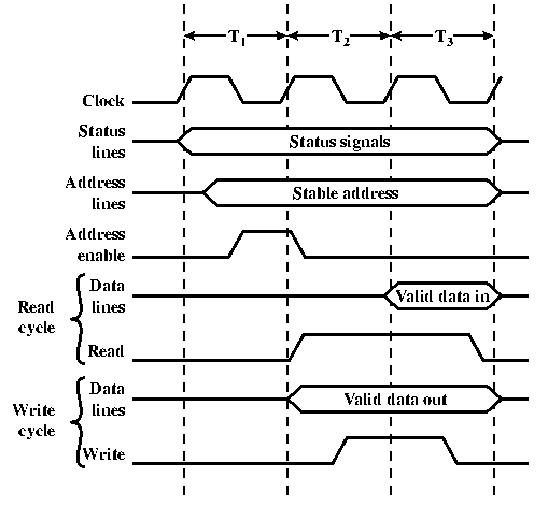 T1 T2 T3
Clock
Status
lines
Status signals
Address
lines
Stable address
Address
enable
Read
cycle
Data
lines
Valid data in
Read
Write
cycle
Data
lines
Valid data out
Write